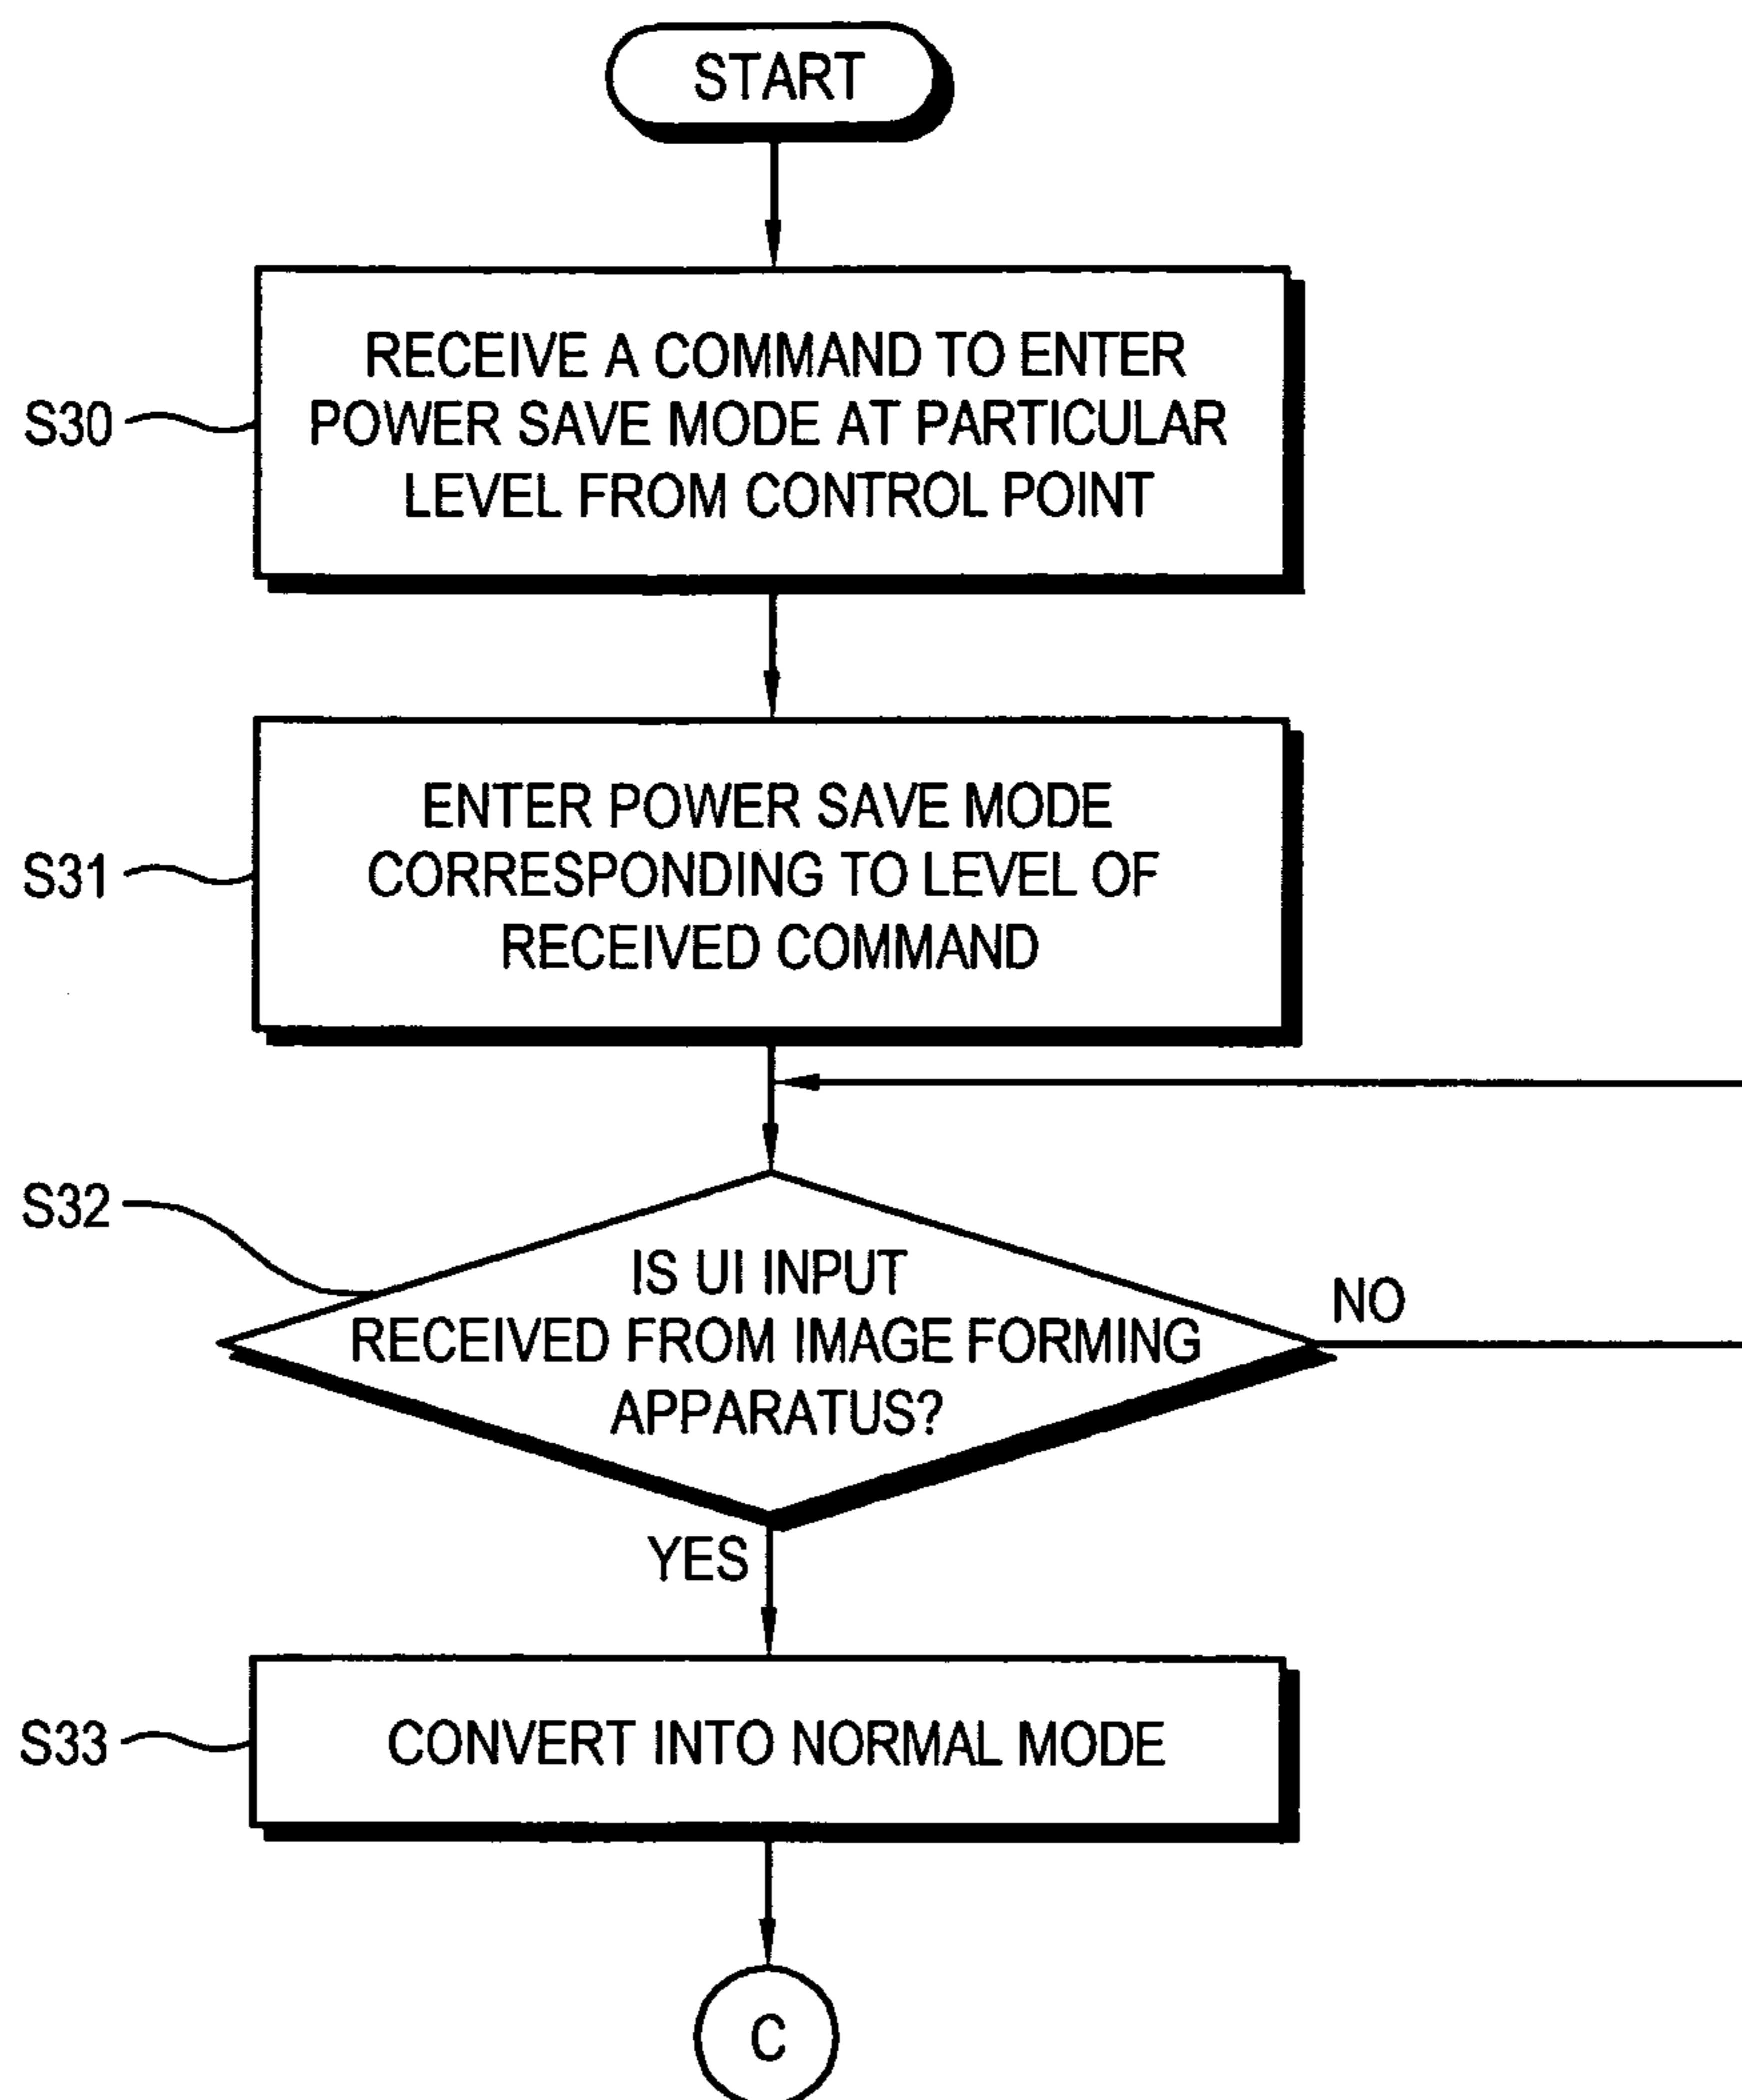 START
RECEIVE A COMMAND TO ENTER
POWER SAVE MODE AT PARTICULAR
LEVEL FROM CONTROL POINT
S30
ENTER POWER SAVE MODE
CORRESPONDING TO LEVEL OF
RECEIVED COMMAND
S31
S32
IS UI INPUT
RECEIVED FROM IMAGE FORMING
APPARATUS?
NO
YES
S33
CONVERT INTO NORMAL MODE
C